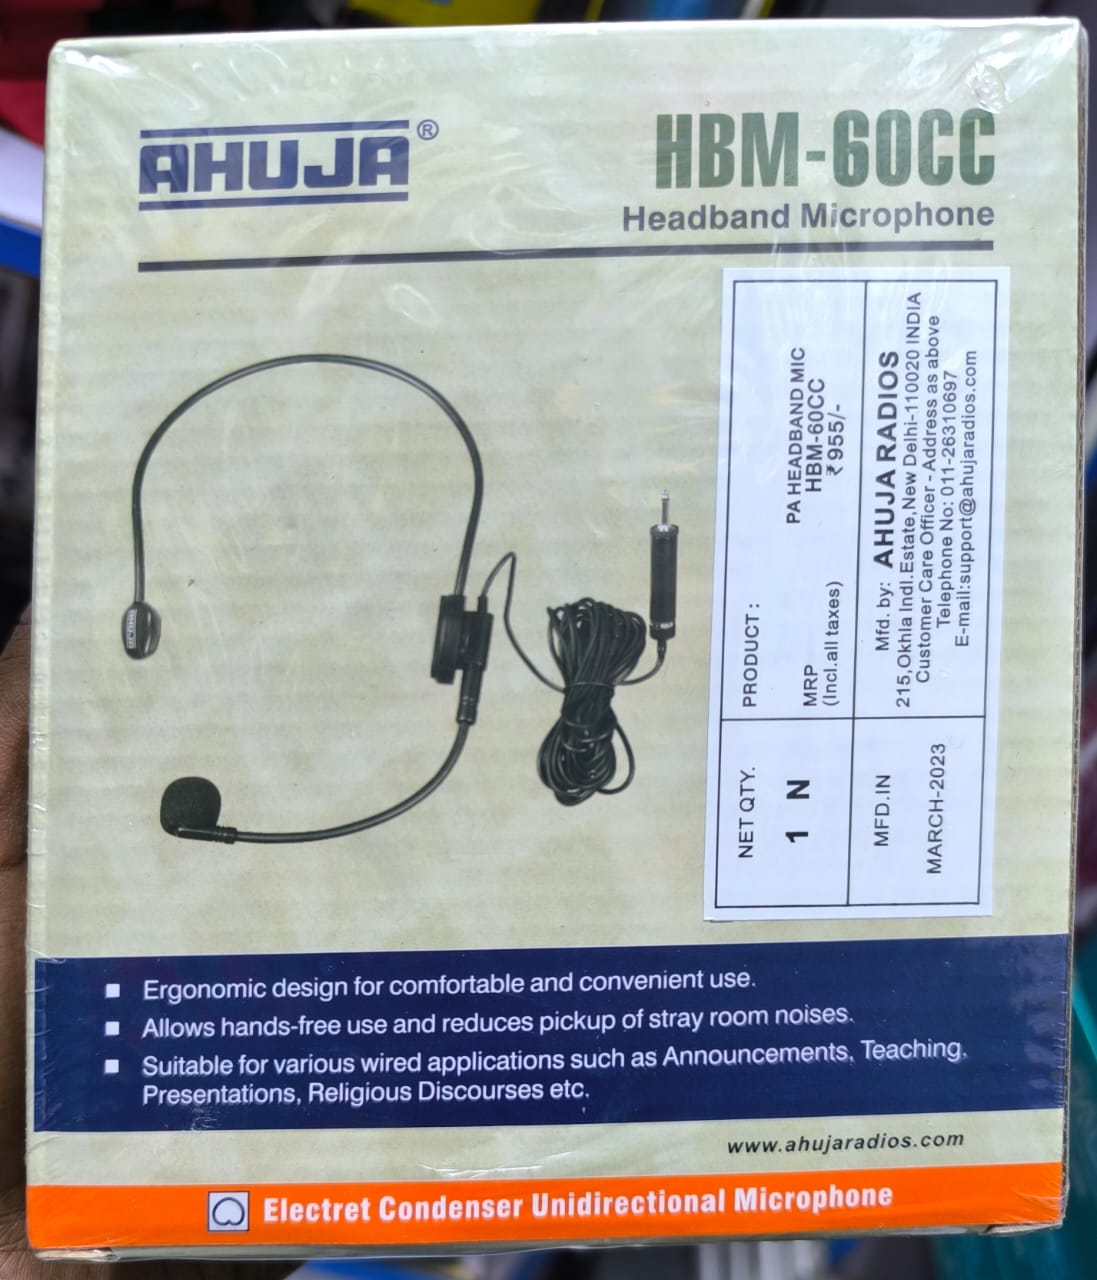 AHUJA®
HBM-60CC
Headband Microphone
PRODUCT : PA HEADBAND MIC
HBM-60CC
MRP ₹ 955/-
(Incl.all taxes)
Mfd. by: AHUJA RADIOS
215,Okhla Indl.Estate,New Delhi-110020 INDIA
Customer Care Officer - Address as above
Telephone No: 011-26310697
E-mail:support@ahujaradios.com
NET QTY.
1 N
MFD.IN
MARCH-2023
■ Ergonomic design for comfortable and convenient use.
■ Allows hands-free use and reduces pickup of stray room noises.
■ Suitable for various wired applications such as Announcements, Teaching,
Presentations, Religious Discourses etc.
www.ahujaradios.com
Electret Condenser Unidirectional Microphone